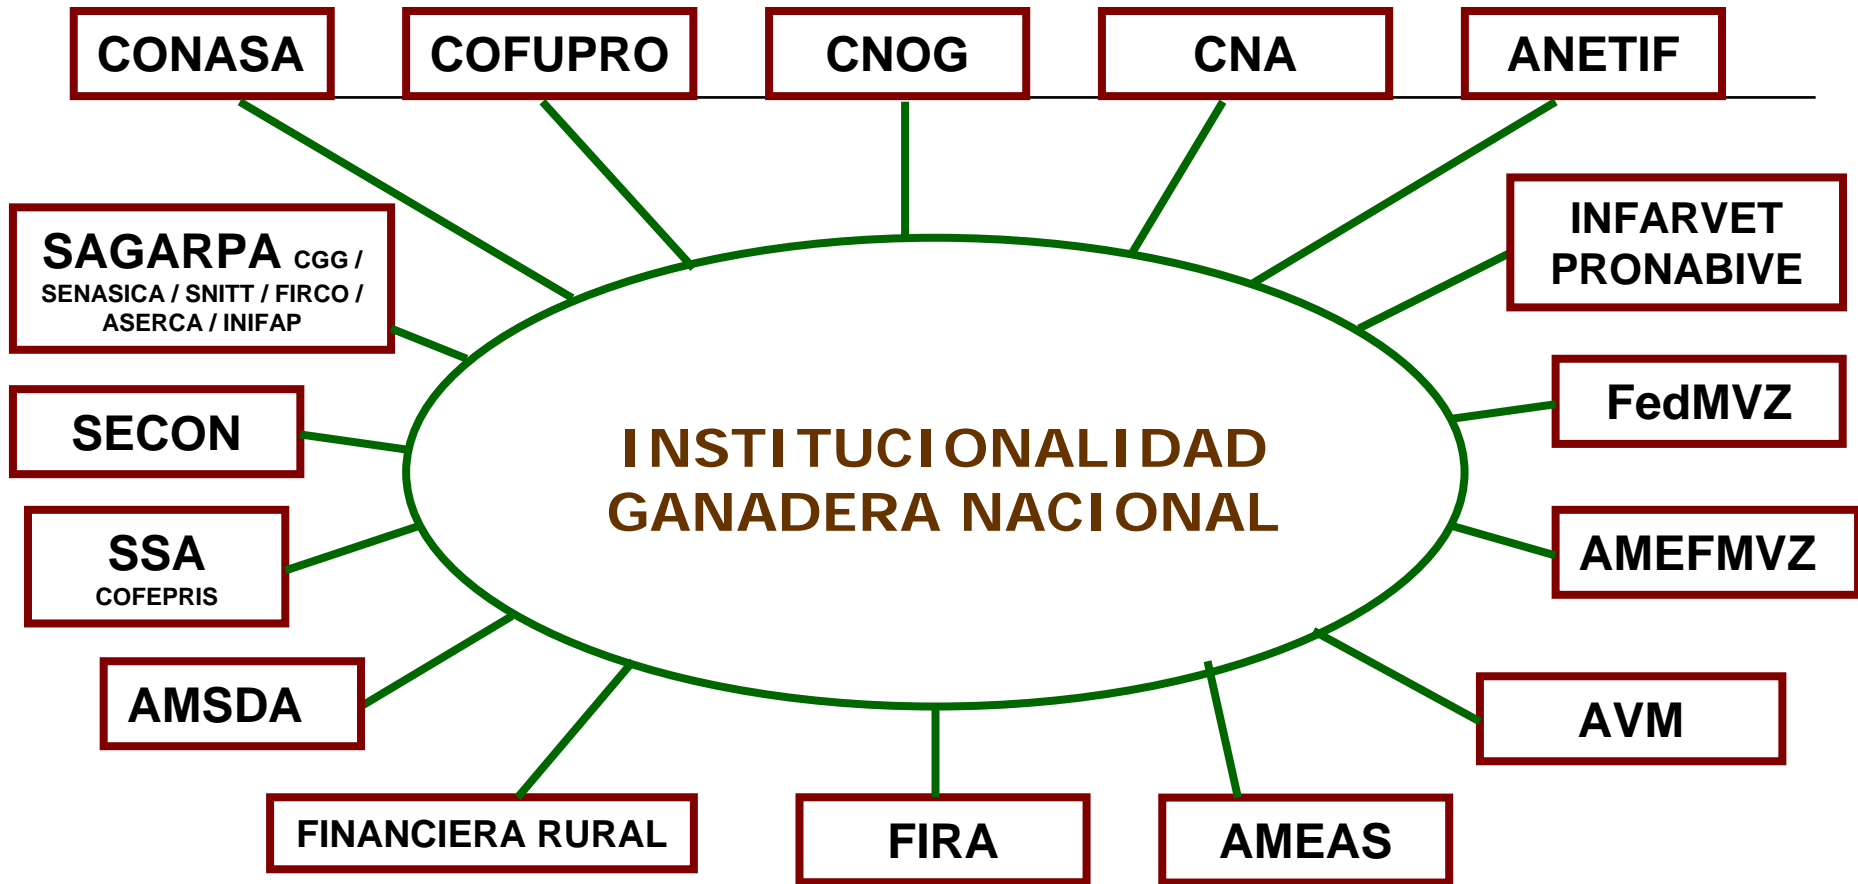 CONASA
COFUPRO
CNOG
CNA
ANETIF
SAGARPA CGG /
SENASICA / SNITT / FIRCO /
ASERCA / INIFAP
INFARVET
PRONABIVE
SECON
FedMVZ
INSTITUCIONALIDAD
GANADERA NACIONAL
SSA
COFEPRIS
AMEFMVZ
AMSDA
AVM
FINANCIERA RURAL
FIRA
AMEAS